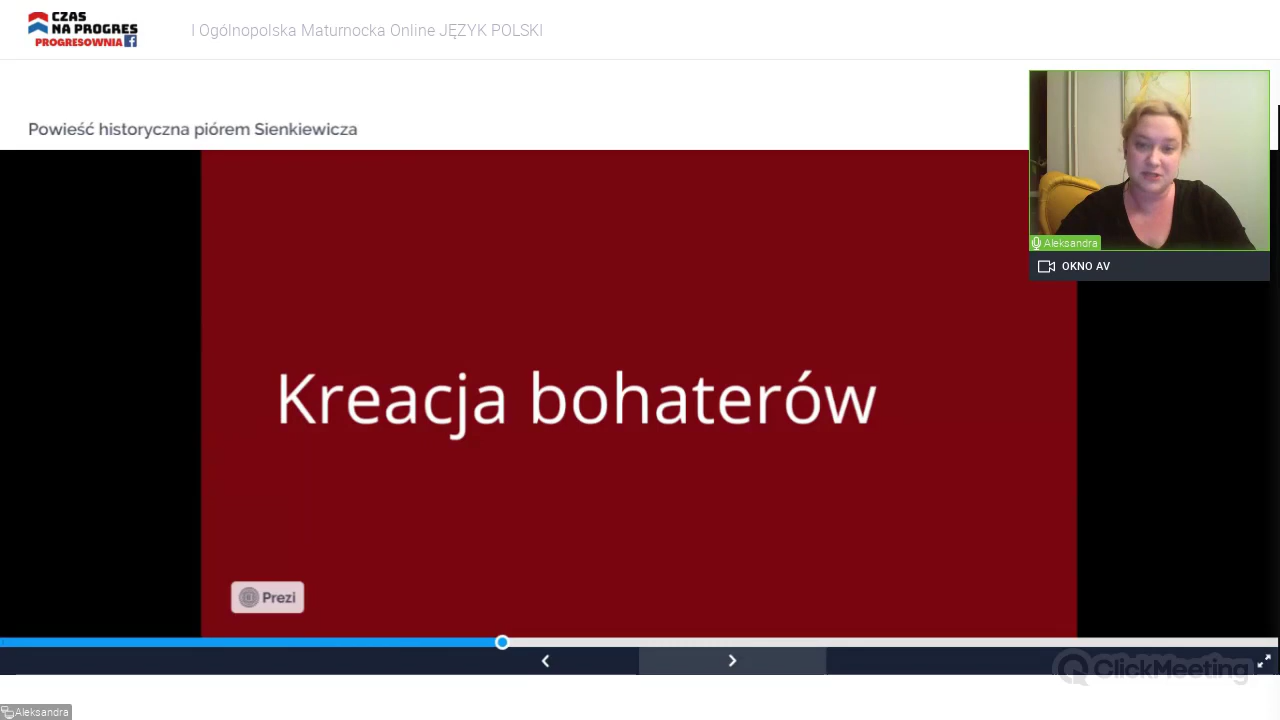 CZAS
NA PROGRES
PROGRESOWNIA
I Ogólnopolska Maturnocka Online JĘZYK POLSKI
Powieść historyczna piórem Sienkiewicza
Aleksandra
OKNO AV
Kreacja bohaterów
Prezi
ClickMeeting
Aleksandra